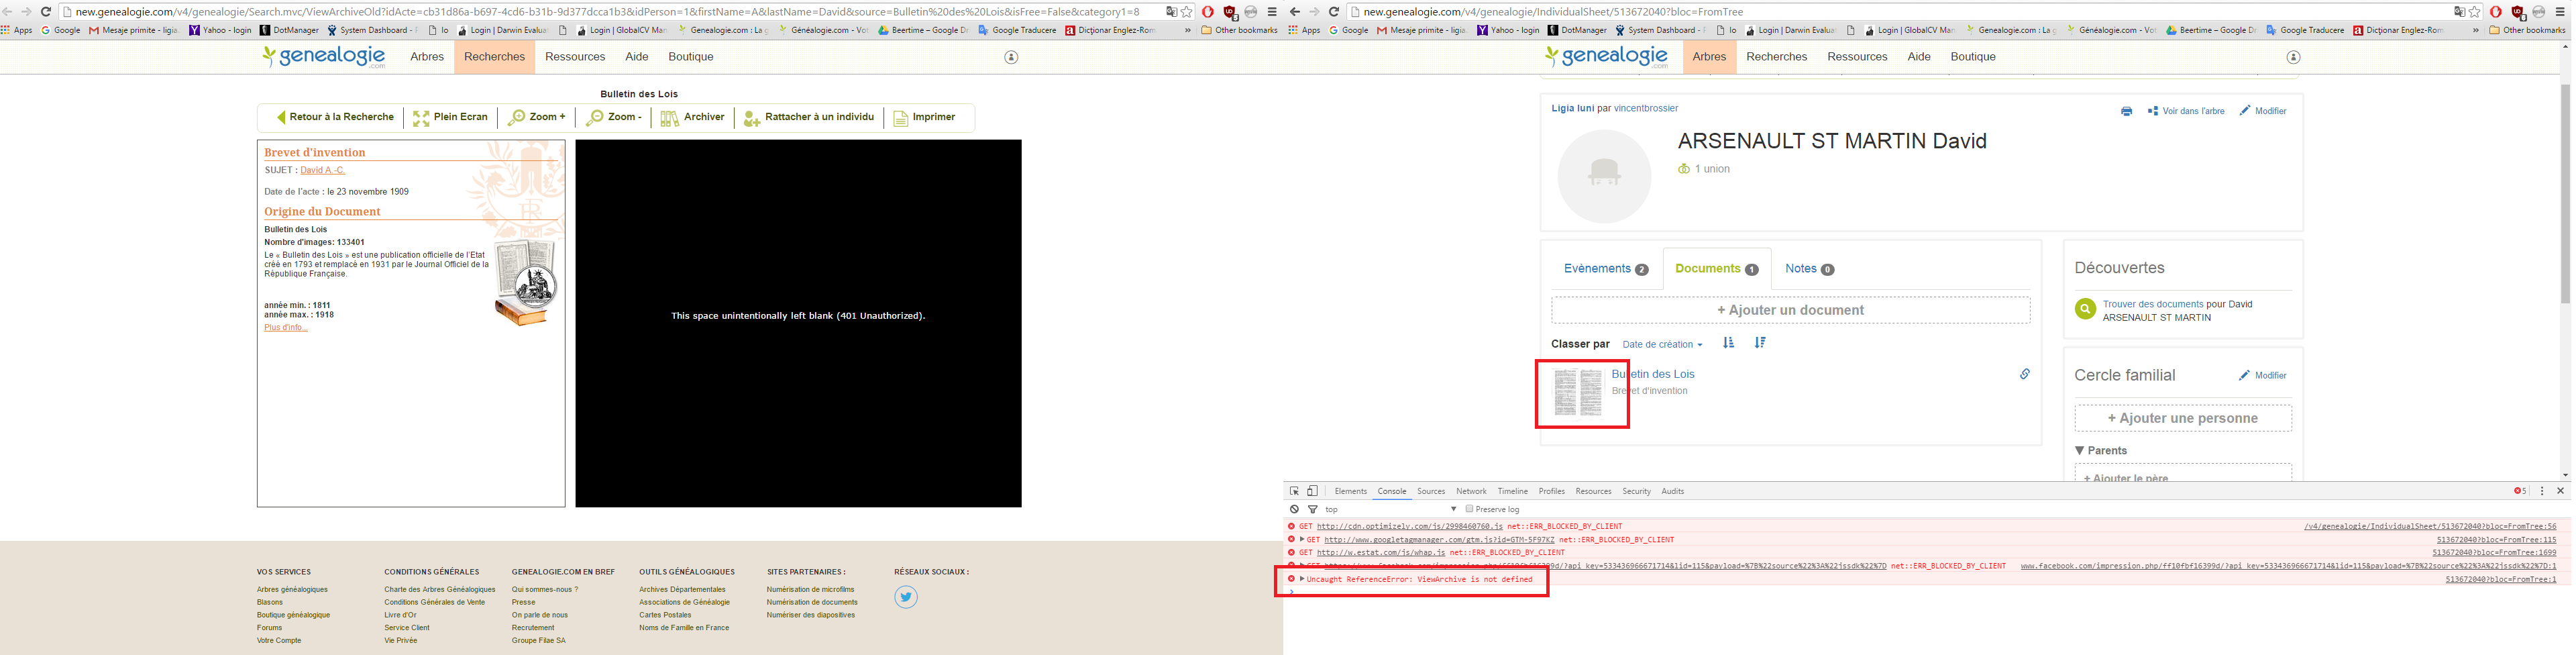 new.genealogie.com/v4/genealogie/Search.mvc/ViewArchiveOld?idActe=cb31d86a-b697-4cd6-b31b-9d377dcca1b3&idPerson=1&firstName=A&lastName=David&source=Bulletin%20des%20Lois&isFree=False&category1=8
Apps Google Mesaje primite - ligia. Yahoo - login DotManager System Dashboard - F lo Login | Darwin Evaluat Login | GlobalCV Man Genealogie.com : La g Généalogie.com - Vot Beertime – Google Dr Google Traducere Dicţionar Englez-Rom » Other bookmarks
genealogie.com Arbres Recherches Ressources Aide Boutique
Bulletin des Lois
Retour à la Recherche Plein Ecran Zoom + Zoom - Archiver Rattacher à un individu Imprimer
Brevet d'invention
SUJET : David A.-C.
Date de l'acte : le 23 novembre 1909
Origine du Document
Bulletin des Lois
Nombre d'images: 133401
Le « Bulletin des Lois » est une publication officielle de l'Etat
créé en 1793 et remplacé en 1931 par le Journal Officiel de la
République Française.
année min. : 1811
année max. : 1918
Plus d'info...
This space unintentionally left blank (401 Unauthorized).
VOS SERVICES
Arbres généalogiques
Blasons
Boutique généalogique
Forums
Votre Compte
CONDITIONS GÉNÉRALES
Charte des Arbres Généalogiques
Conditions Générales de Vente
Livre d'Or
Service Client
Vie Privée
GENEALOGIE.COM EN BREF
Qui sommes-nous ?
Presse
On parle de nous
Recrutement
Groupe Filae SA
OUTILS GÉNÉALOGIQUES
Archives Départementales
Associations de Généalogie
Cartes Postales
Noms de Famille en France
SITES PARTENAIRES :
Numérisation de microfilms
Numérisation de documents
Numériser des diapositives
RÉSEAUX SOCIAUX :
new.genealogie.com/v4/genealogie/IndividualSheet/513672040?bloc=FromTree
Apps Google Mesaje primite - ligia. Yahoo - login DotManager System Dashboard - F lo Login | Darwin Evaluat Login | GlobalCV Man Genealogie.com : La g Généalogie.com - Vot Beertime – Google Dr Google Traducere Dicţionar Englez-Rom » Other bookmarks
genealogie.com Arbres Recherches Ressources Aide Boutique
Ligia luni par vincentbrossier
Voir dans l'arbre Modifier
ARSENAULT ST MARTIN David
1 union
Evènements 2 Documents 1 Notes 0
+ Ajouter un document
Classer par Date de création
Bulletin des Lois
Brevet d'invention
Découvertes
Trouver des documents pour David
ARSENAULT ST MARTIN
Cercle familial Modifier
+ Ajouter une personne
Parents
+ Ajouter le père
Elements Console Sources Network Timeline Profiles Resources Security Audits 5
top Preserve log
GET http://cdn.optimizely.com/js/2998460760.js net::ERR_BLOCKED_BY_CLIENT /v4/genealogie/IndividualSheet/513672040?bloc=FromTree:56
GET http://www.googletagmanager.com/gtm.js?id=GTM-5F97KZ net::ERR_BLOCKED_BY_CLIENT 513672040?bloc=FromTree:115
GET http://w.estat.com/js/whap.js net::ERR_BLOCKED_BY_CLIENT 513672040?bloc=FromTree:1699
net::ERR_BLOCKED_BY_CLIENT www.facebook.com/impression.php/ff10fbf16399d/?api_key=533436966671714&lid=115&payload=%7B%22source%22%3A%22jssdk%22%7D:1
Uncaught ReferenceError: ViewArchive is not defined 513672040?bloc=FromTree:1